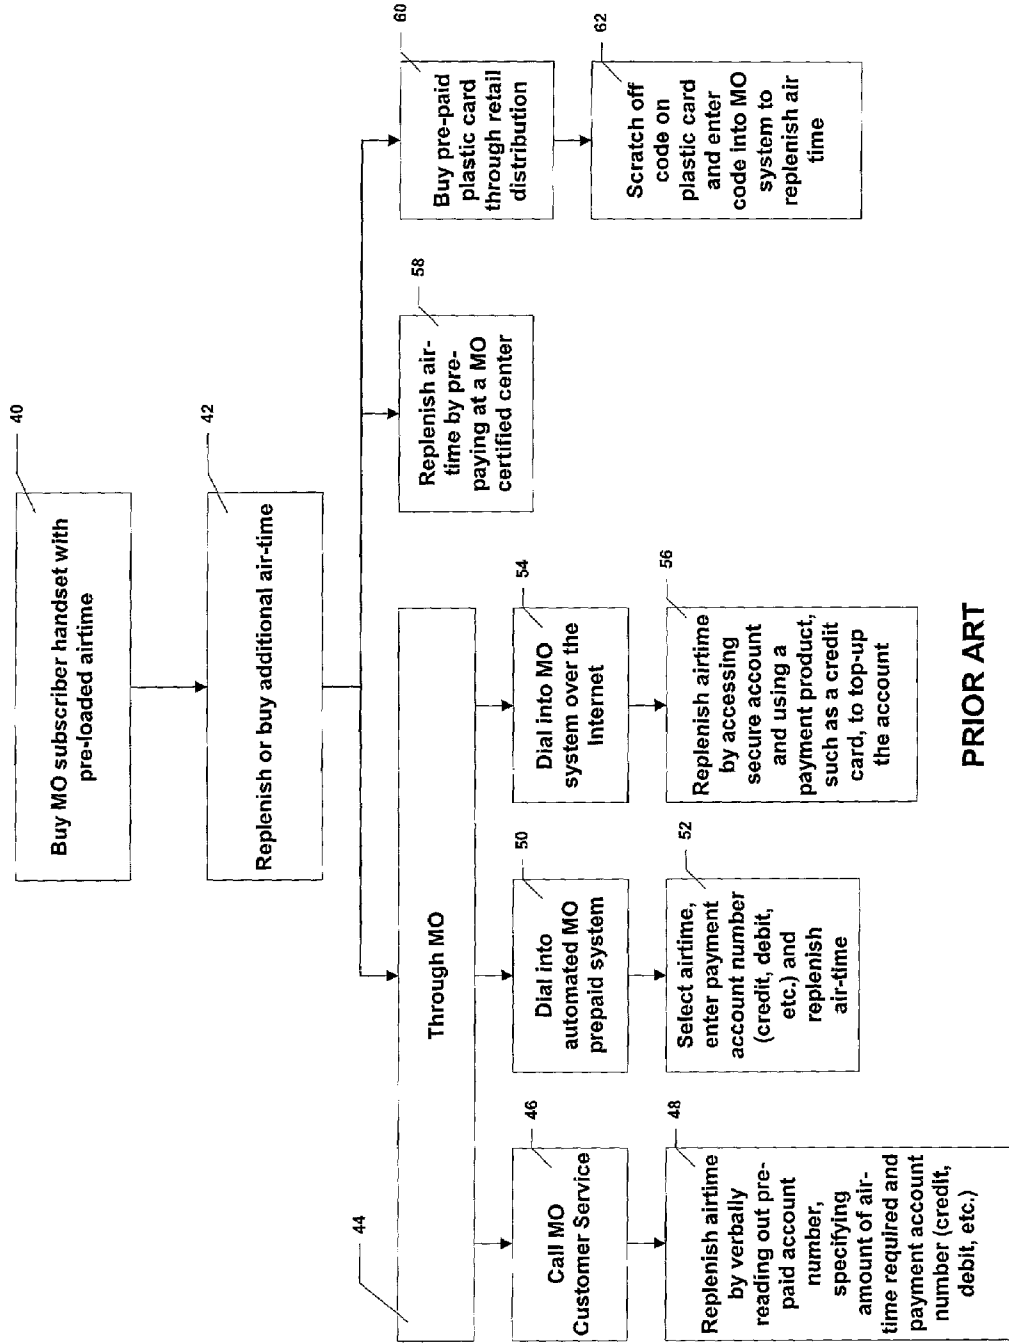 40
Buy MO subscriber handset with
pre-loaded airtime
42
Replenish or buy additional air-time
44
Through MO
46
Call MO
Customer Service
48
Replenish airtime
by verbally
reading out pre-
paid account
number,
specifying
amount of air-
time required and
payment account
number (credit,
debit, etc.)
50
Dial into
automated MO
prepaid system
52
Select airtime,
enter payment
account number
(credit, debit,
etc.) and
replenish
air-time
54
Dial into MO
system over the
Internet
56
Replenish airtime
by accessing
secure account
and using a
payment product,
such as a credit
card, to top-up
the account
58
Replenish air-
time by pre-
paying at a MO
certified center
60
Buy pre-paid
plastic card
through retail
distribution
62
Scratch off
code on
plastic card
and enter
code into MO
system to
replenish air
time
PRIOR ART